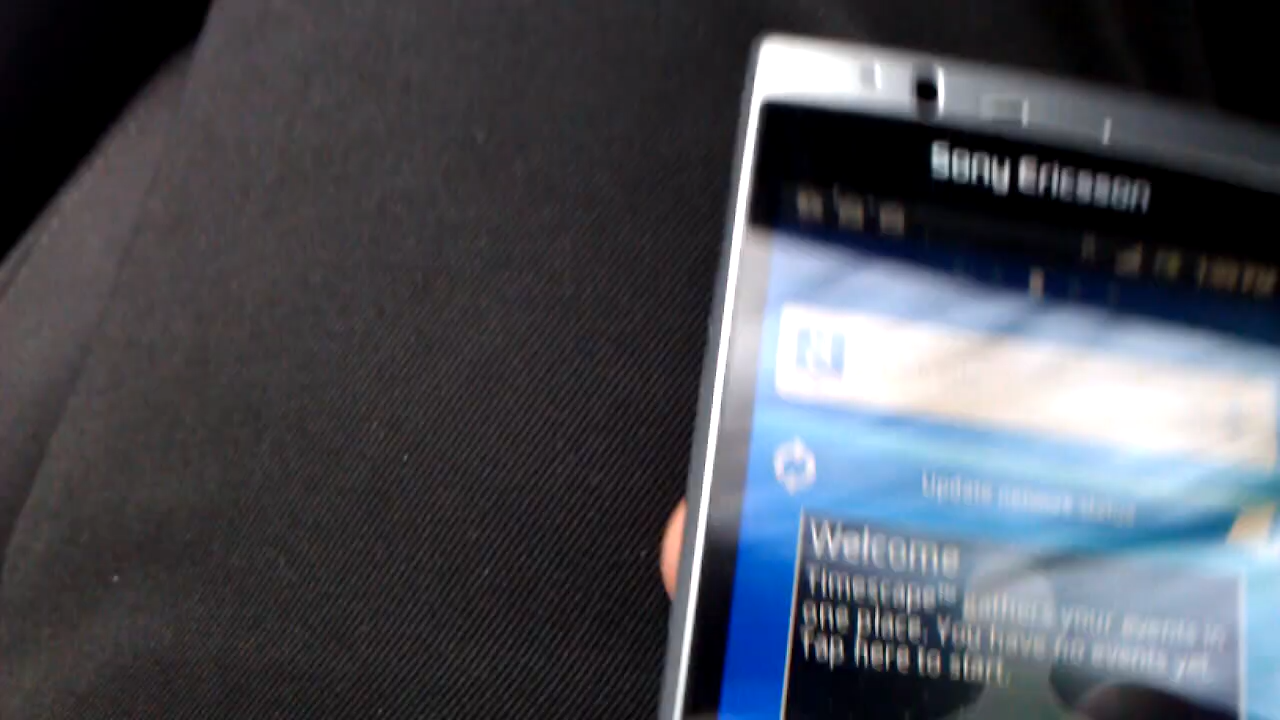 Sony Ericsson
N
Update network status
Welcome
Timescape™ gathers your events in
one place. You have no events yet.
Tap here to start.